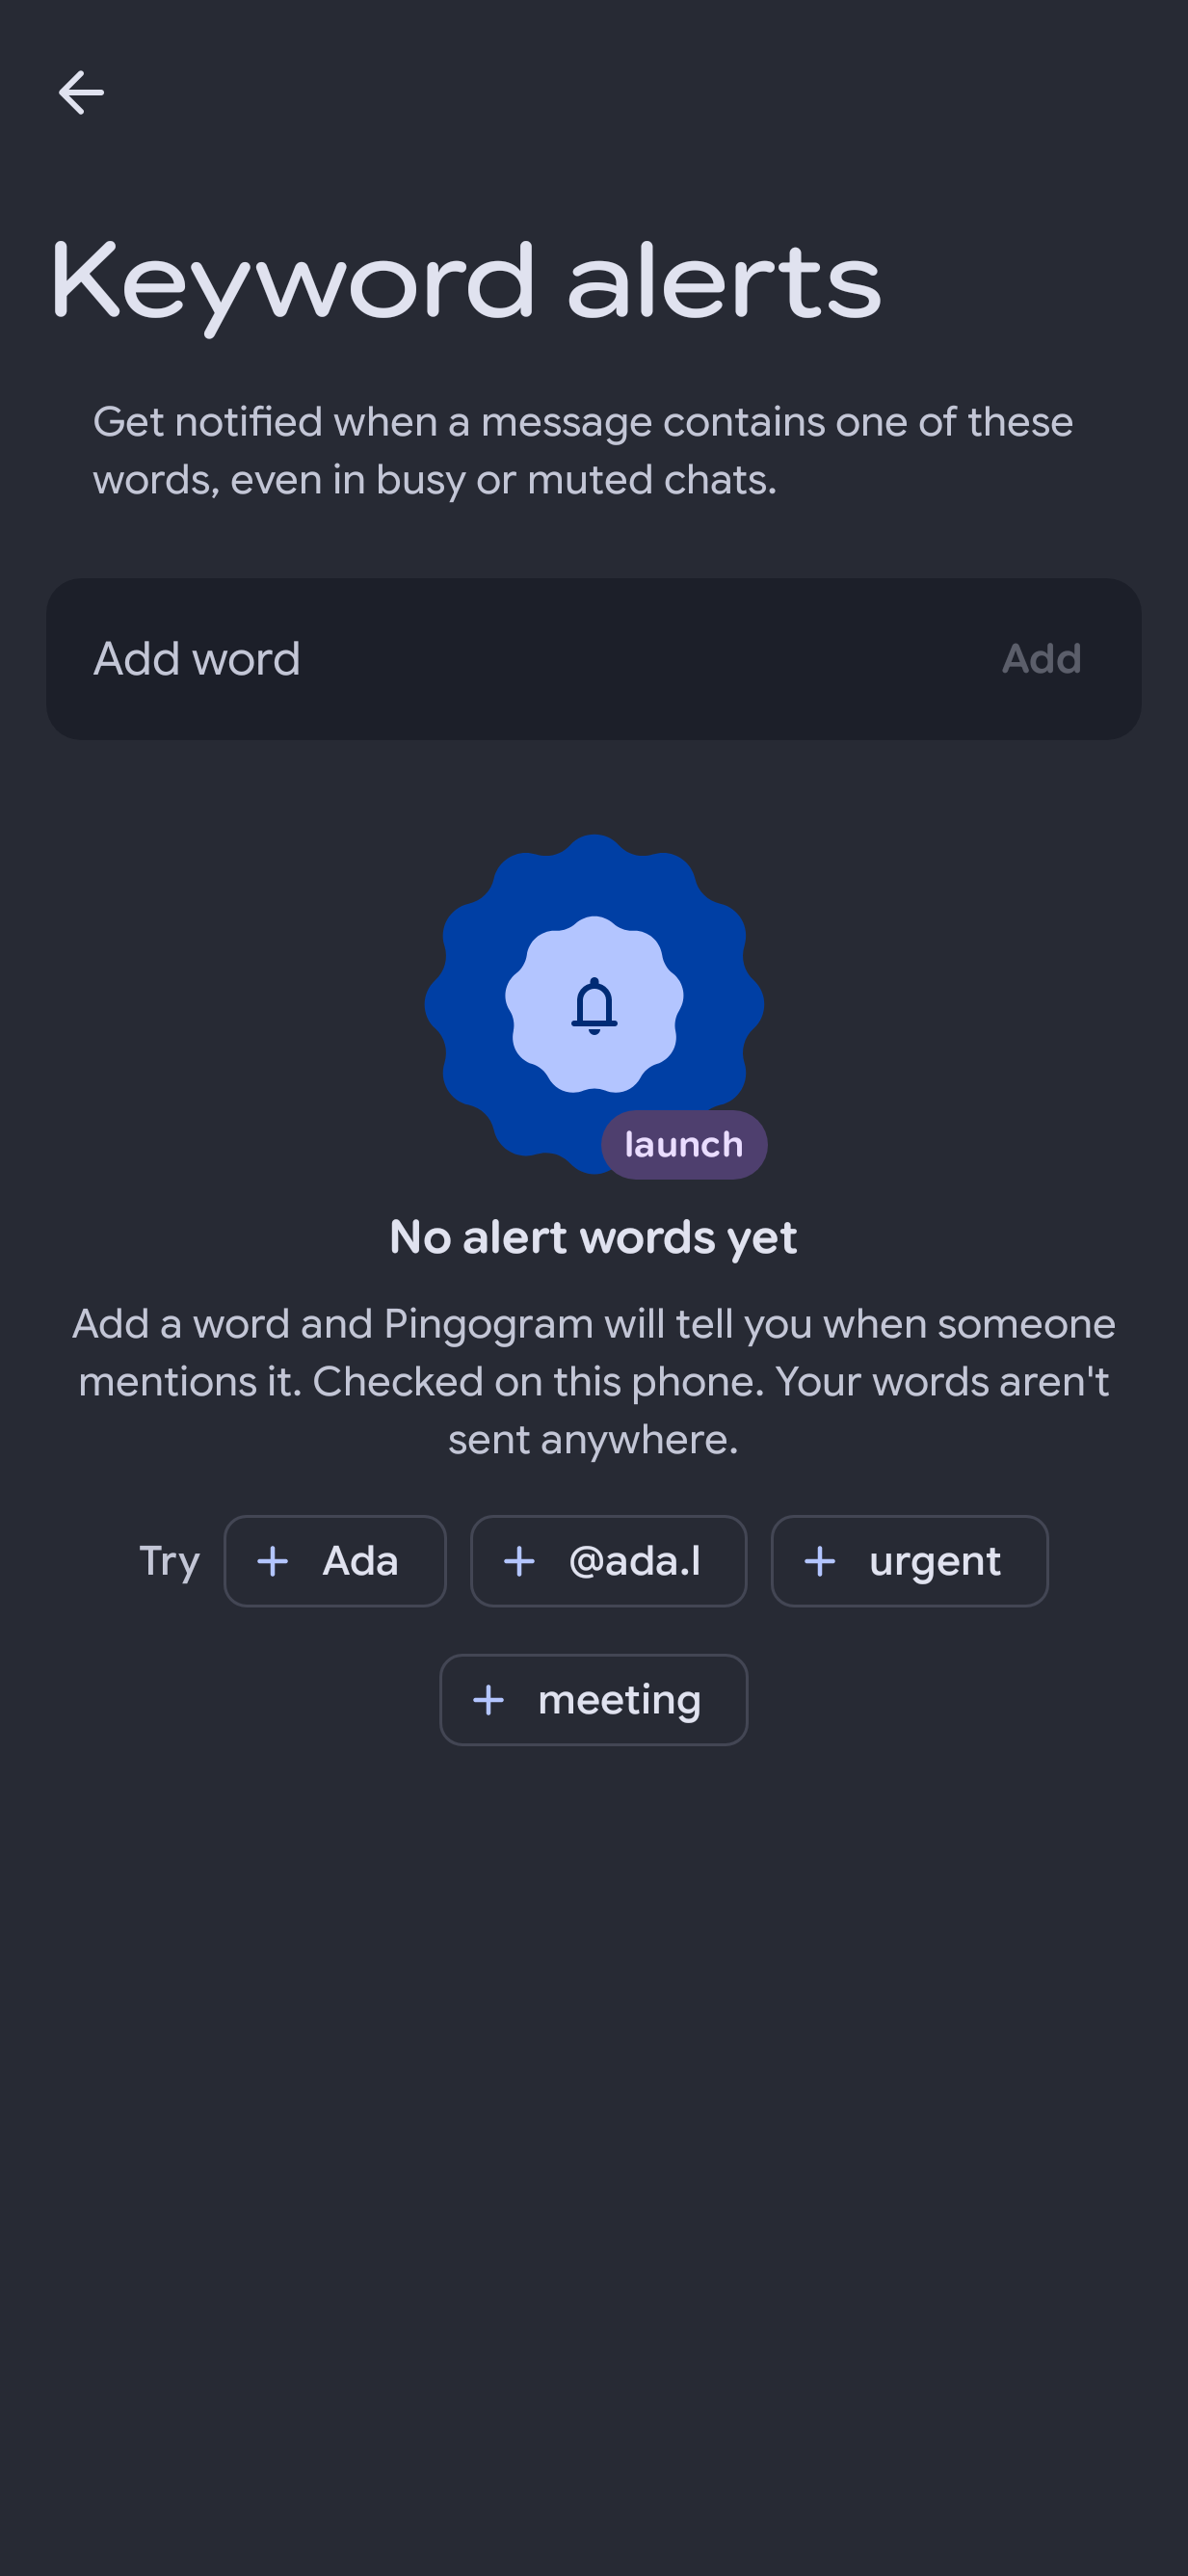 Keyword alerts
Get notified when a message contains one of these
words, even in busy or muted chats.
Add word
Add
launch
No alert words yet
Add a word and Pingogram will tell you when someone
mentions it. Checked on this phone. Your words aren't
sent anywhere.
Try
Ada
@ada.l
urgent
meeting